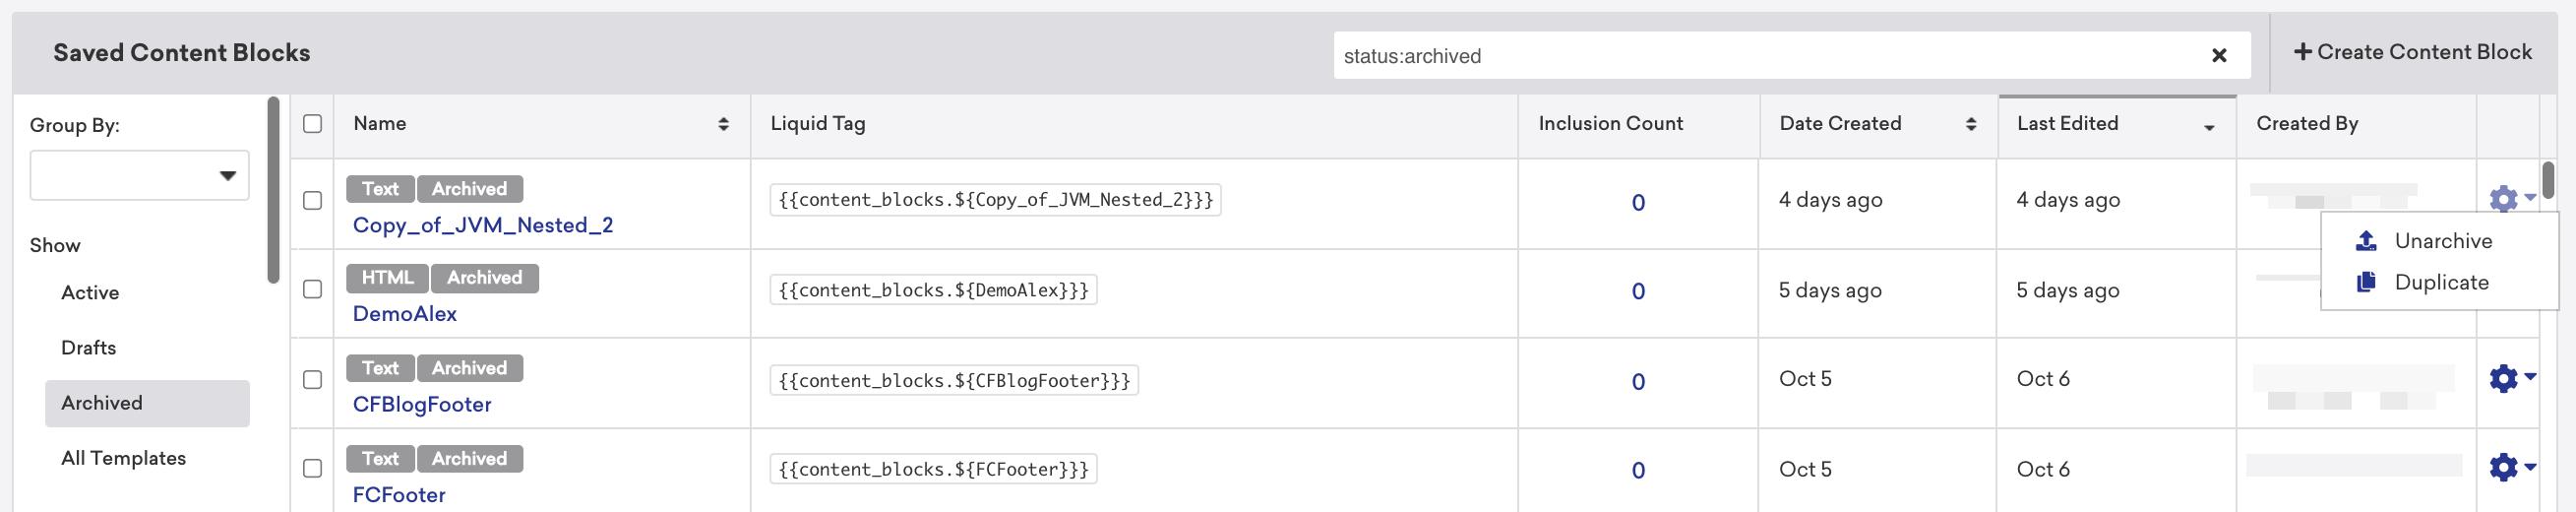 Saved Content Blocks
status:archived
Create Content Block
Group By:
Show
Active
Drafts
Archived
All Templates
Name
Liquid Tag
Inclusion Count
Date Created
Last Edited
Created By
Text Archived
Copy_of_JVM_Nested_2
{{content_blocks.${Copy_of_JVM_Nested_2}}}
0
4 days ago
4 days ago
Unarchive
Duplicate
HTML Archived
DemoAlex
{{content_blocks.${DemoAlex}}}
0
5 days ago
5 days ago
Text Archived
CFBlogFooter
{{content_blocks.${CFBlogFooter}}}
0
Oct 5
Oct 6
Text Archived
FCFooter
{{content_blocks.${FCFooter}}}
0
Oct 5
Oct 6